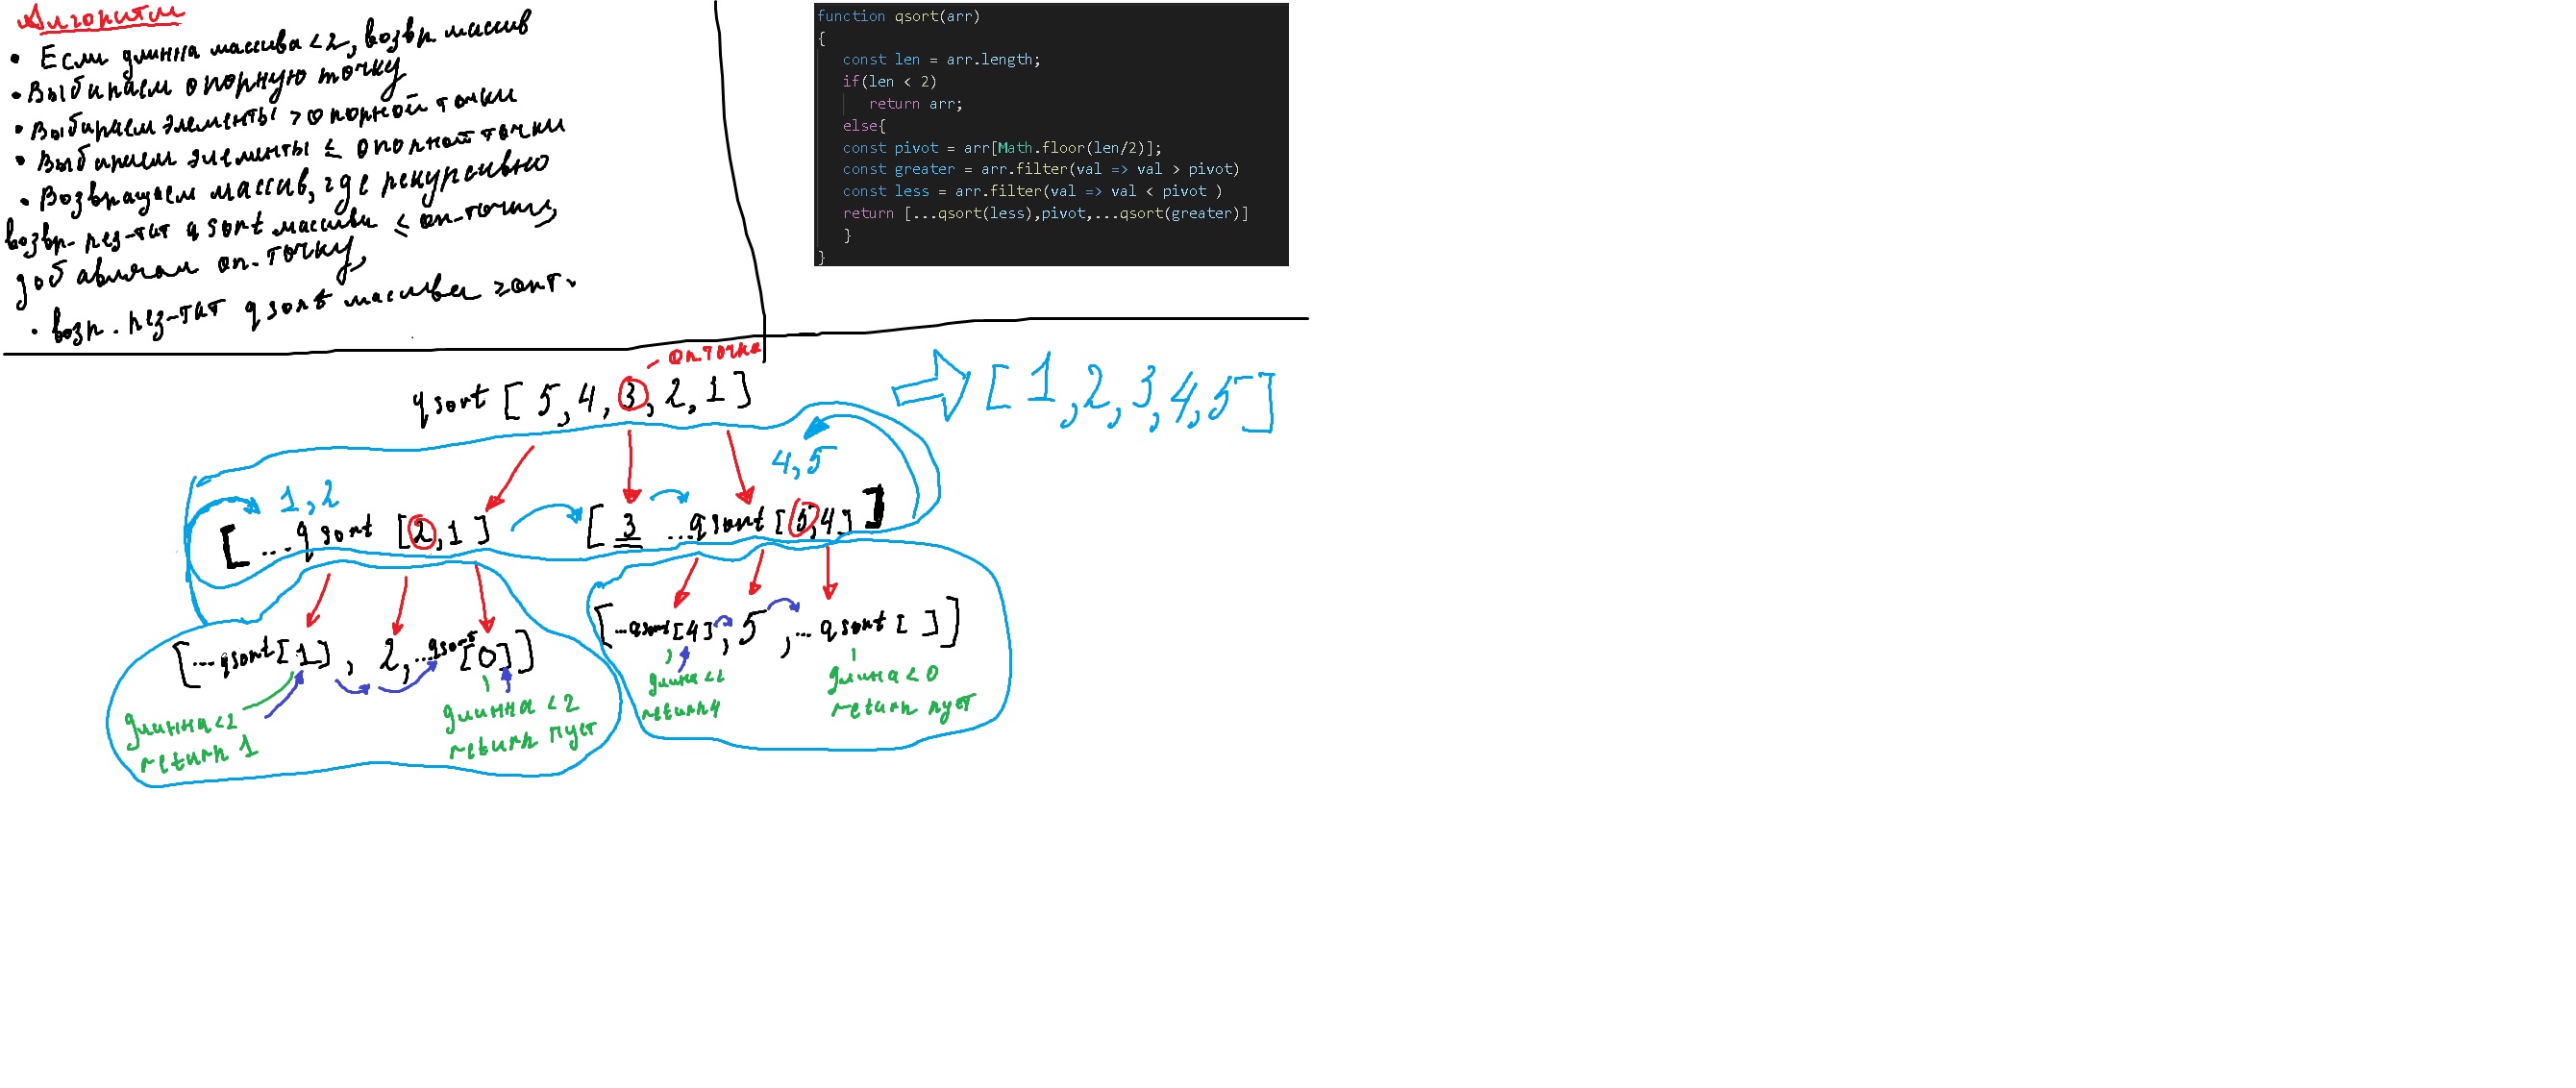 Алгоритм
• Если длинна массива <2, возвр массив
• Выбираем опорную точку
• Выбираем элементы > опорной точки
• Выбираем элементы ≤ опорной точки
• Возвращаем массив, где рекурсивно
возвр. рез-тат qsort массива ≤ оп-точки,
добавляем оп-точку,
• возр. рез-тат qsort массива >опт.
function qsort(arr)
{
const len = arr.length;
if(len < 2)
return arr;
else{
const pivot = arr[Math.floor(len/2)];
const greater = arr.filter(val => val > pivot)
const less = arr.filter(val => val < pivot )
return [...qsort(less),pivot,...qsort(greater)]
}
}
- оп.точка
qsort [ 5, 4, 3, 2, 1 ]
[ 1, 2, 3, 4, 5 ]
1, 2
4, 5
[ ...qsort [2, 1 ]
[ 3 ...qsort [5,4] ]
[ ...qsort [1] , 2, ...qsort [0] ]
[ ...qsort [4] , 5 , ... qsort [ ] ]
длинна <2
return 1
длинна <2
return пуст
длина <2
return 4
длина < 0
return пуст